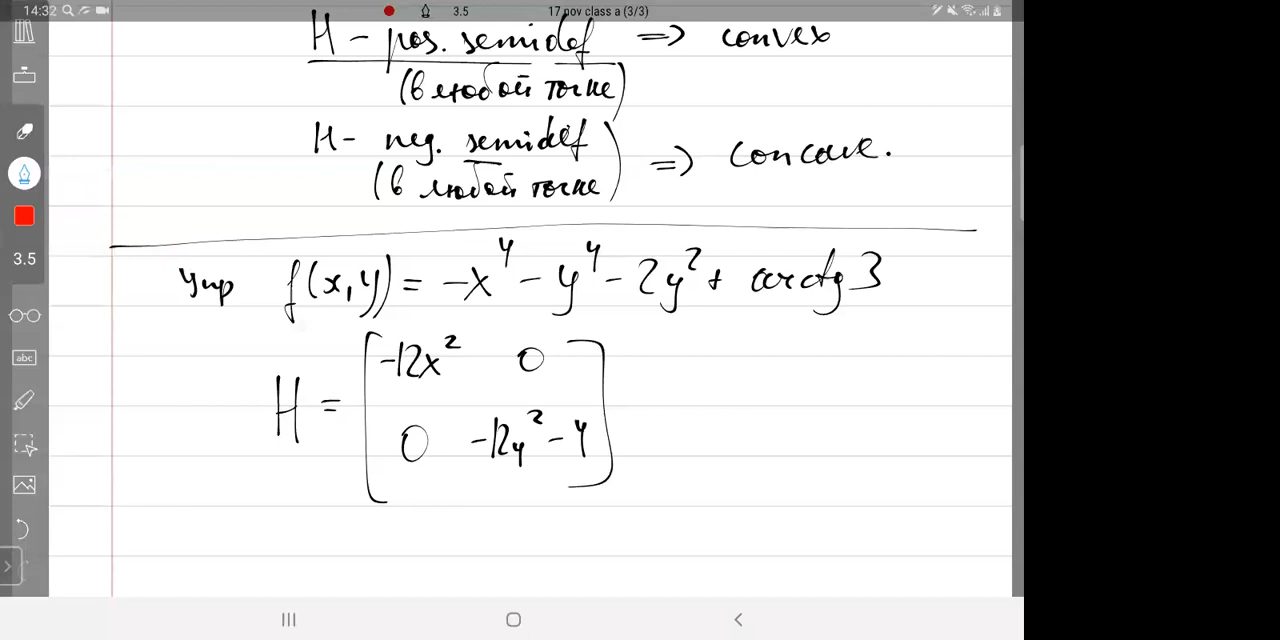 14:32 3.5 17 nov class a (3/3)
H - pos. semidef => convex
(в любой точке)
H - neg. semidef => concave.
(в любой точке)
3.5
Упр f(x,y) = -x⁴ - y⁴ - 2y² + arctg 3
abc
H = [ -12x² 0
0 -12y² - 4 ]